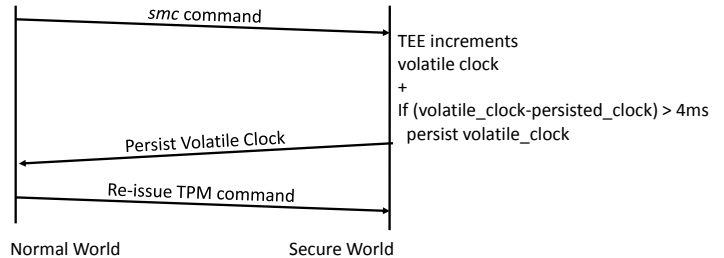 smc command
TEE increments
volatile clock
+
If (volatile_clock-persisted_clock) > 4ms
persist volatile_clock
Persist Volatile Clock
Re-issue TPM command
Normal World
Secure World